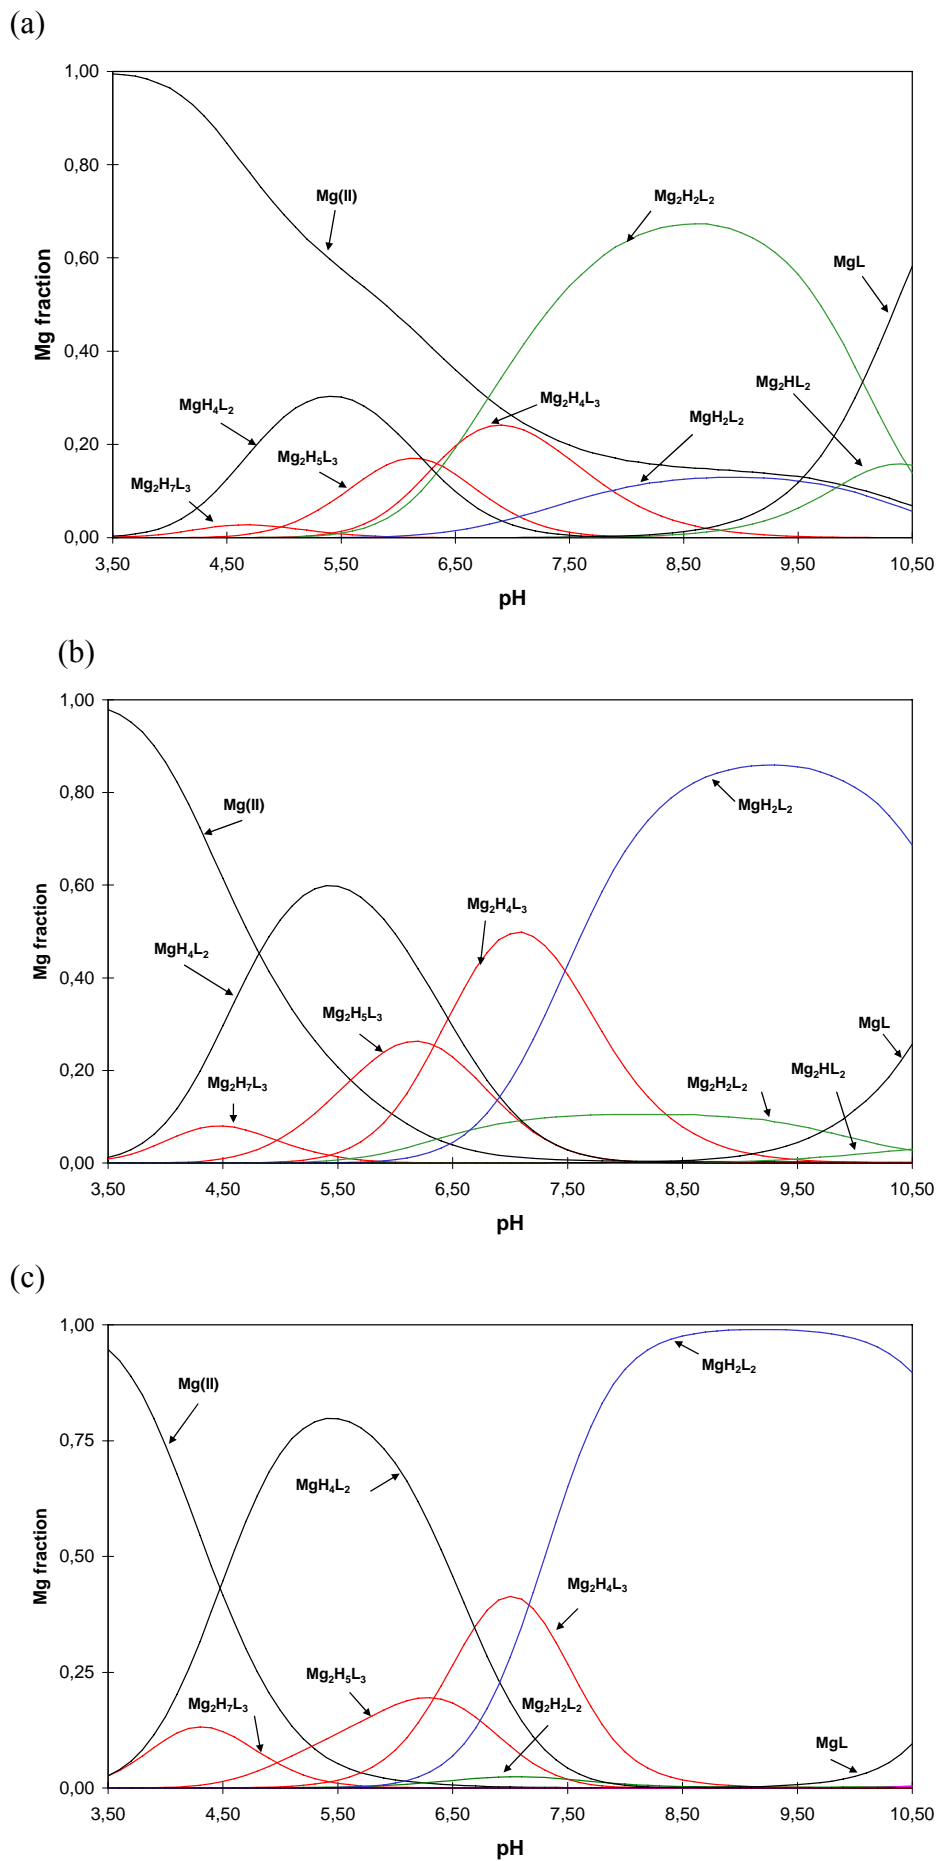 (a)
1,00
0,80
0,60
0,40
0,20
0,00
Mg fraction
Mg(II)
Mg₂H₂L₂
MgL
Mg₂HL₂
MgH₄L₂
Mg₂H₄L₃
MgH₂L₂
Mg₂H₅L₃
Mg₂H₇L₃
3,50 4,50 5,50 6,50 7,50 8,50 9,50 10,50
pH
(b)
1,00
0,80
0,60
0,40
0,20
0,00
Mg fraction
Mg(II)
MgH₂L₂
Mg₂H₄L₃
MgH₄L₂
Mg₂H₅L₃
MgL
Mg₂HL₂
Mg₂H₇L₃
Mg₂H₂L₂
3,50 4,50 5,50 6,50 7,50 8,50 9,50 10,50
pH
(c)
1,00
0,75
0,50
0,25
0,00
Mg fraction
MgH₂L₂
Mg(II)
MgH₄L₂
Mg₂H₄L₃
Mg₂H₅L₃
Mg₂H₇L₃
Mg₂H₂L₂
MgL
3,50 4,50 5,50 6,50 7,50 8,50 9,50 10,50
pH